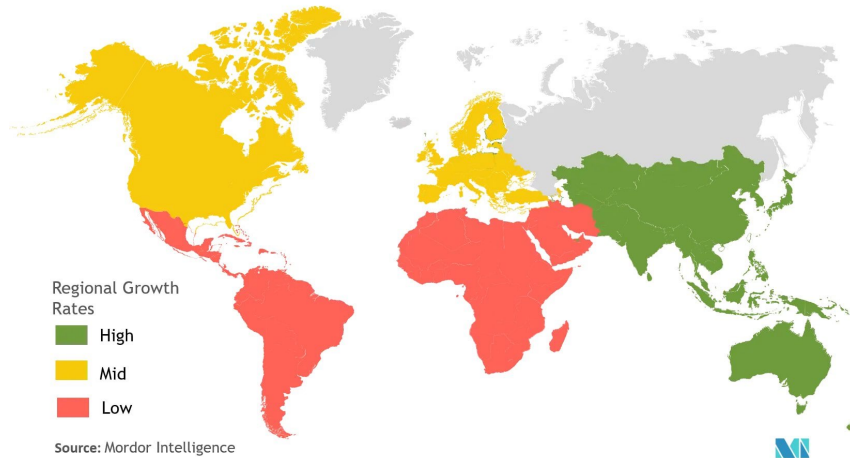 Regional Growth
Rates
High
Mid
Low
Source: Mordor Intelligence